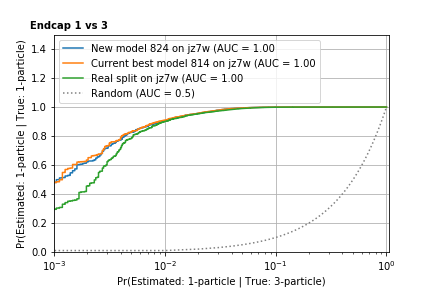 Endcap 1 vs 3
New model 824 on jz7w (AUC = 1.00
Current best model 814 on jz7w (AUC = 1.00
Real split on jz7w (AUC = 1.00
Random (AUC = 0.5)
Pr(Estimated: 1-particle | True: 1-particle)
1.4
1.2
1.0
0.8
0.6
0.4
0.2
0.0
10⁻³ 10⁻² 10⁻¹ 10⁰
Pr(Estimated: 1-particle | True: 3-particle)